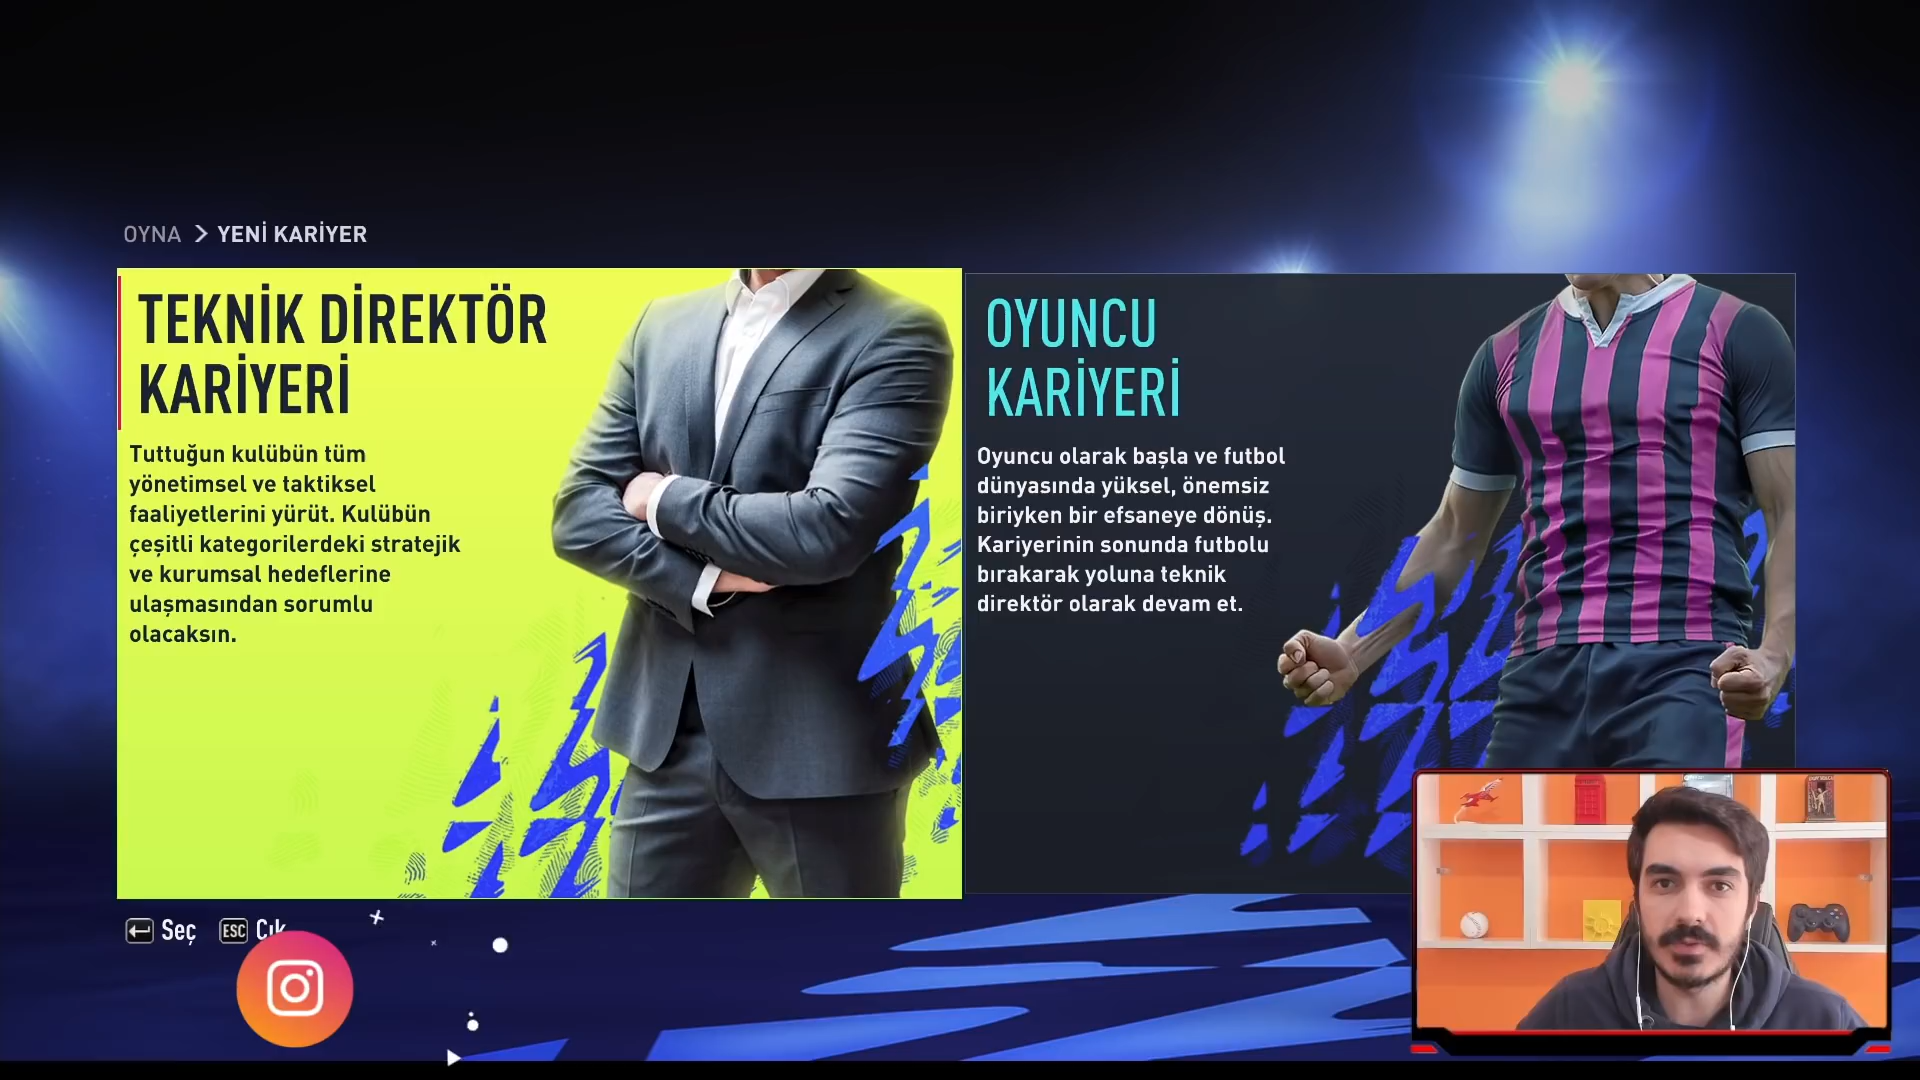 OYNA > YENİ KARİYER
TEKNİK DİREKTÖR
KARİYERİ
Tuttuğun kulübün tüm
yönetimsel ve taktiksel
faaliyetlerini yürüt. Kulübün
çeşitli kategorilerdeki stratejik
ve kurumsal hedeflerine
ulaşmasından sorumlu
olacaksın.
OYUNCU
KARİYERİ
Oyuncu olarak başla ve futbol
dünyasında yüksel, önemsiz
biriyken bir efsaneye dönüş.
Kariyerinin sonunda futbolu
bırakarak yoluna teknik
direktör olarak devam et.
Seç ESC Çık